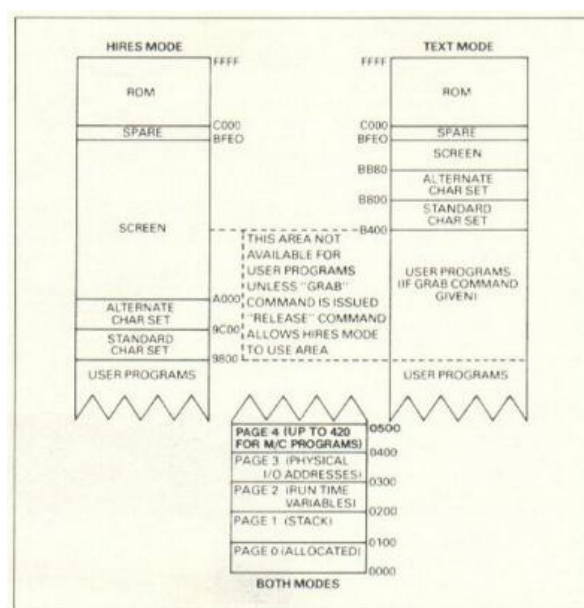 HIRES MODE
FFFF
ROM
C000
SPARE
BFEO
SCREEN
A000
ALTERNATE
CHAR SET
9C00
STANDARD
CHAR SET
9800
USER PROGRAMS
THIS AREA NOT
AVAILABLE FOR
USER PROGRAMS
UNLESS "GRAB"
COMMAND IS ISSUED
"RELEASE" COMMAND
ALLOWS HIRES MODE
TO USE AREA
TEXT MODE
FFFF
ROM
C000
SPARE
BFEO
SCREEN
BB80
ALTERNATE
CHAR SET
B800
STANDARD
CHAR SET
B400
USER PROGRAMS
(IF GRAB COMMAND
GIVEN)
USER PROGRAMS
PAGE 4 (UP TO 420
FOR M/C PROGRAMS)
0500
0400
PAGE 3 (PHYSICAL
I/O ADDRESSES)
0300
PAGE 2 (RUN TIME
VARIABLES)
0200
PAGE 1 (STACK)
0100
PAGE 0 (ALLOCATED)
0000
BOTH MODES